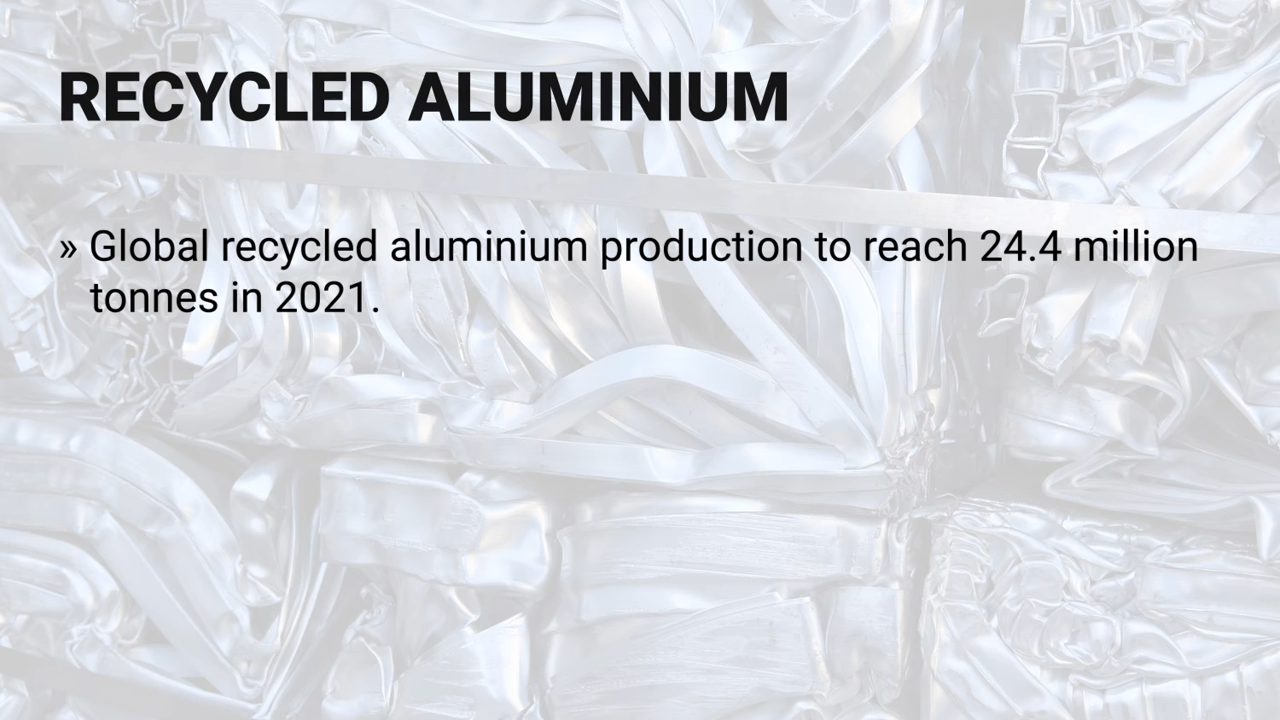 RECYCLED ALUMINIUM
» Global recycled aluminium production to reach 24.4 million
tonnes in 2021.